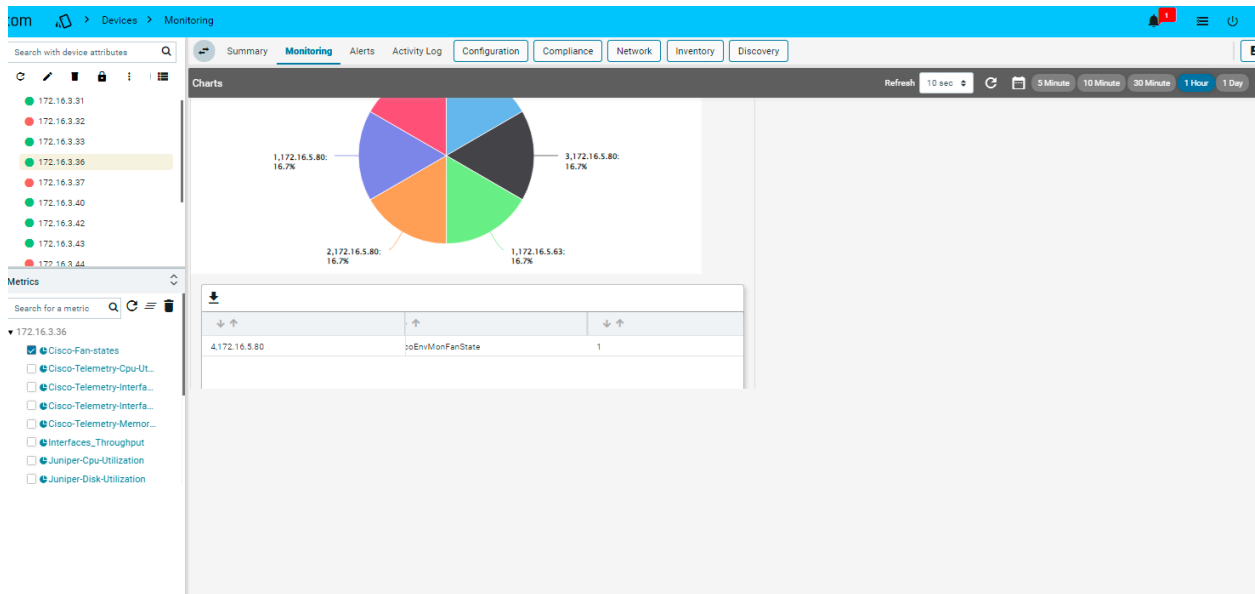 com > Devices > Monitoring
1
Search with device attributes
Summary Monitoring Alerts Activity Log Configuration Compliance Network Inventory Discovery
Charts
Refresh 10 sec 5 Minute 10 Minute 30 Minute 1 Hour 1 Day
172.16.3.31
172.16.3.32
172.16.3.33
172.16.3.36
172.16.3.37
172.16.3.40
172.16.3.42
172.16.3.43
172.16.3.44
1,172.16.5.80:
16.7%
3,172.16.5.80:
16.7%
2,172.16.5.80:
16.7%
1,172.16.5.63:
16.7%
Metrics
Search for a metric
172.16.3.36
Cisco-Fan-states
Cisco-Telemetry-Cpu-Ut...
Cisco-Telemetry-Interfa...
Cisco-Telemetry-Interfa...
Cisco-Telemetry-Memor...
Interfaces_Throughput
Juniper-Cpu-Utilization
Juniper-Disk-Utilization
4,172.16.5.80 coEnvMonFanState 1